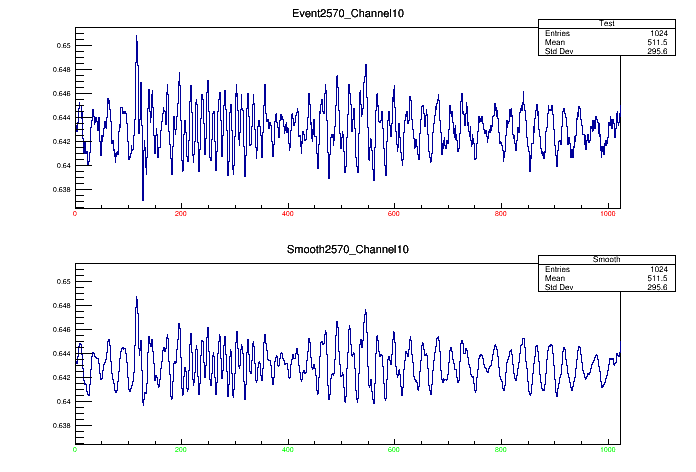 Event2570_Channel10
Test
Entries 1024
Mean 511.5
Std Dev 295.6
0.65
0.648
0.646
0.644
0.642
0.64
0.638
0 200 400 600 800 1000
Smooth2570_Channel10
Smooth
Entries 1024
Mean 511.5
Std Dev 295.6
0.65
0.648
0.646
0.644
0.642
0.64
0.638
0 200 400 600 800 1000